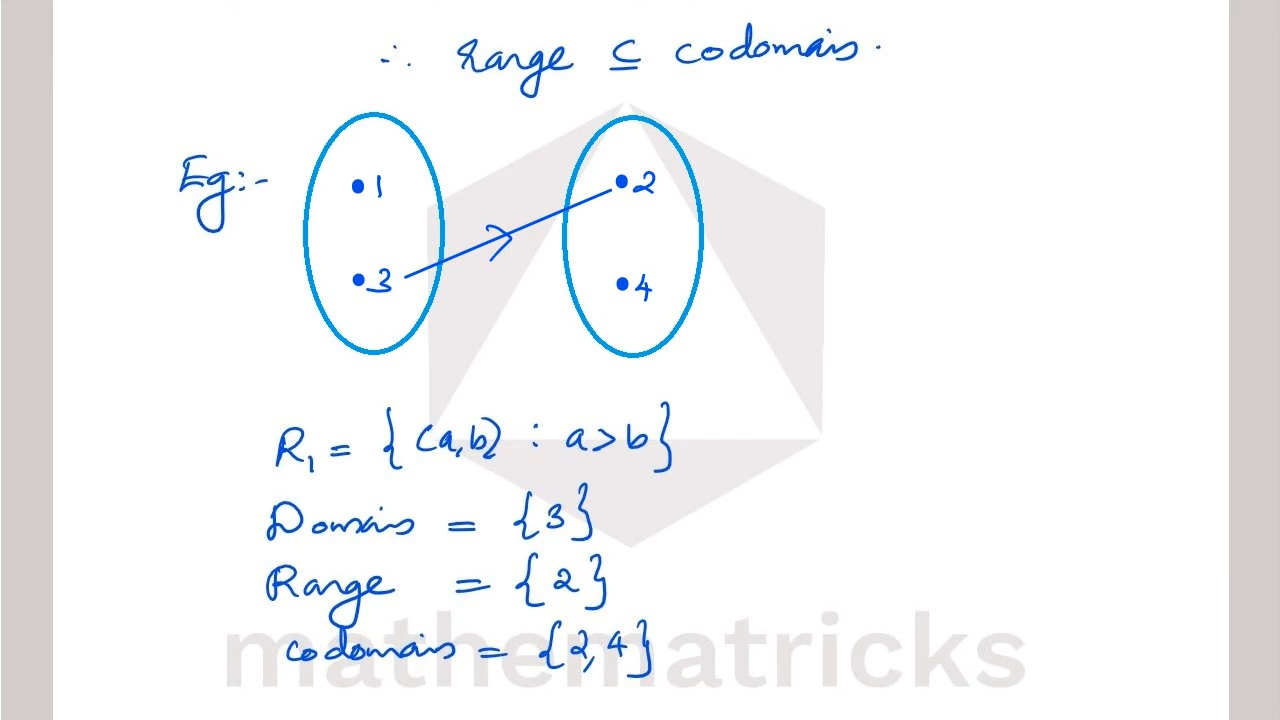 ∴ Range ⊆ codomain.
Eg:-
•1
•2
•3
•4
R₁ = {(a,b) : a>b}
Domain = {3}
Range = {2}
codomain = {2,4}
mathematricks